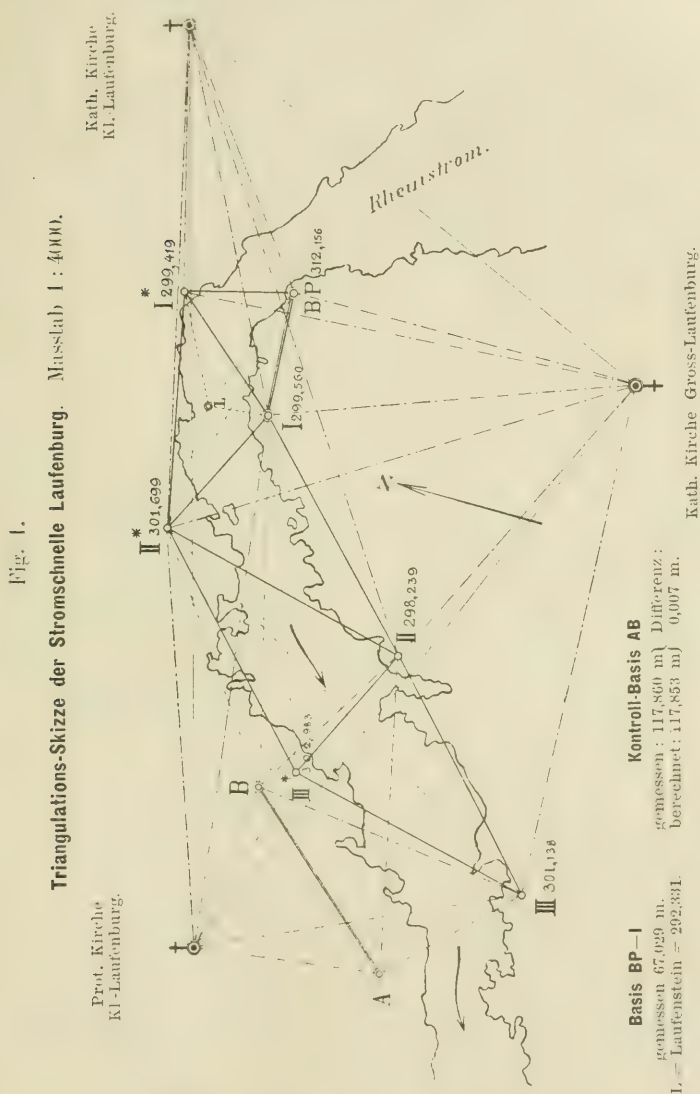 Fig. 1.
Triangulations-Skizze der Stromschnelle Laufenburg. Masstab 1 : 4000.
Prot. Kirche
Kl.-Laufenburg.
Kath. Kirche
Kl. Laufenburg.
II* 301,699
I* 299,419
B
III*
A
L
I 299,560
B/P 312,156
Rheinstrom.
N
II 298,239
III 301,138
Basis BP—I
gemessen 67,029 m.
L = Laufenstein = 292,331.
Kontroll-Basis AB
gemessen : 117,860 m} Differenz :
berechnet : 117,853 m} 0,007 m.
Kath. Kirche Gross-Laufenburg.